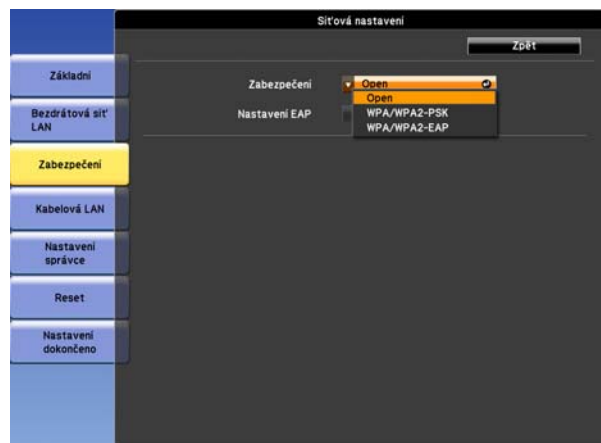 Síťová nastavení
Zpět
Základní
Bezdrátová síť
LAN
Zabezpečení
Kabelová LAN
Nastavení
správce
Reset
Nastavení
dokončeno
Zabezpečení
Open
Open
WPA/WPA2-PSK
WPA/WPA2-EAP
Nastavení EAP